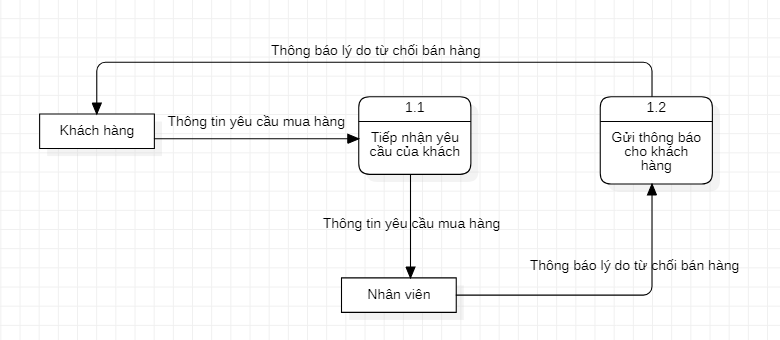 Thông báo lý do từ chối bán hàng
1.1
1.2
Khách hàng
Thông tin yêu cầu mua hàng
Tiếp nhận yêu
cầu của khách
Gửi thông báo
cho khách
hàng
Thông tin yêu cầu mua hàng
Thông báo lý do từ chối bán hàng
Nhân viên